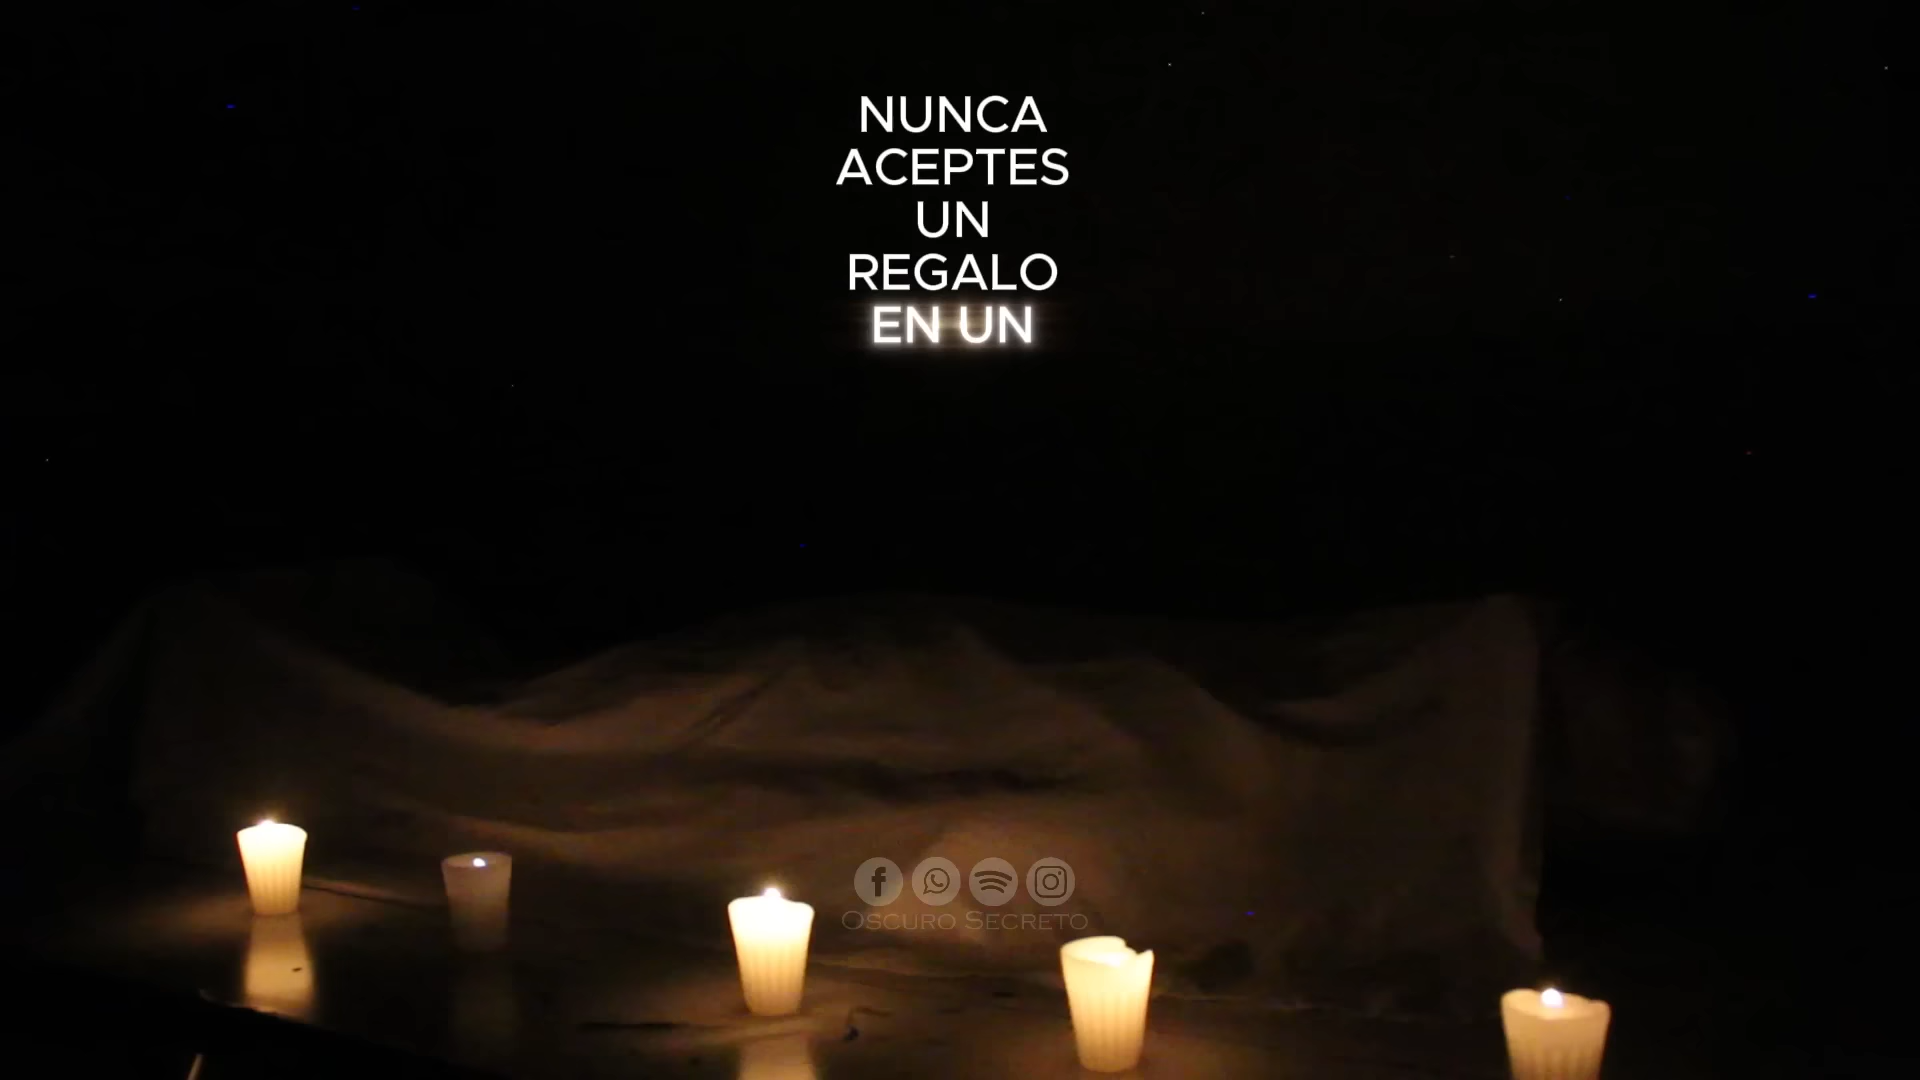 NUNCA
ACEPTES
UN
REGALO
EN UN
OSCURO SECRETO